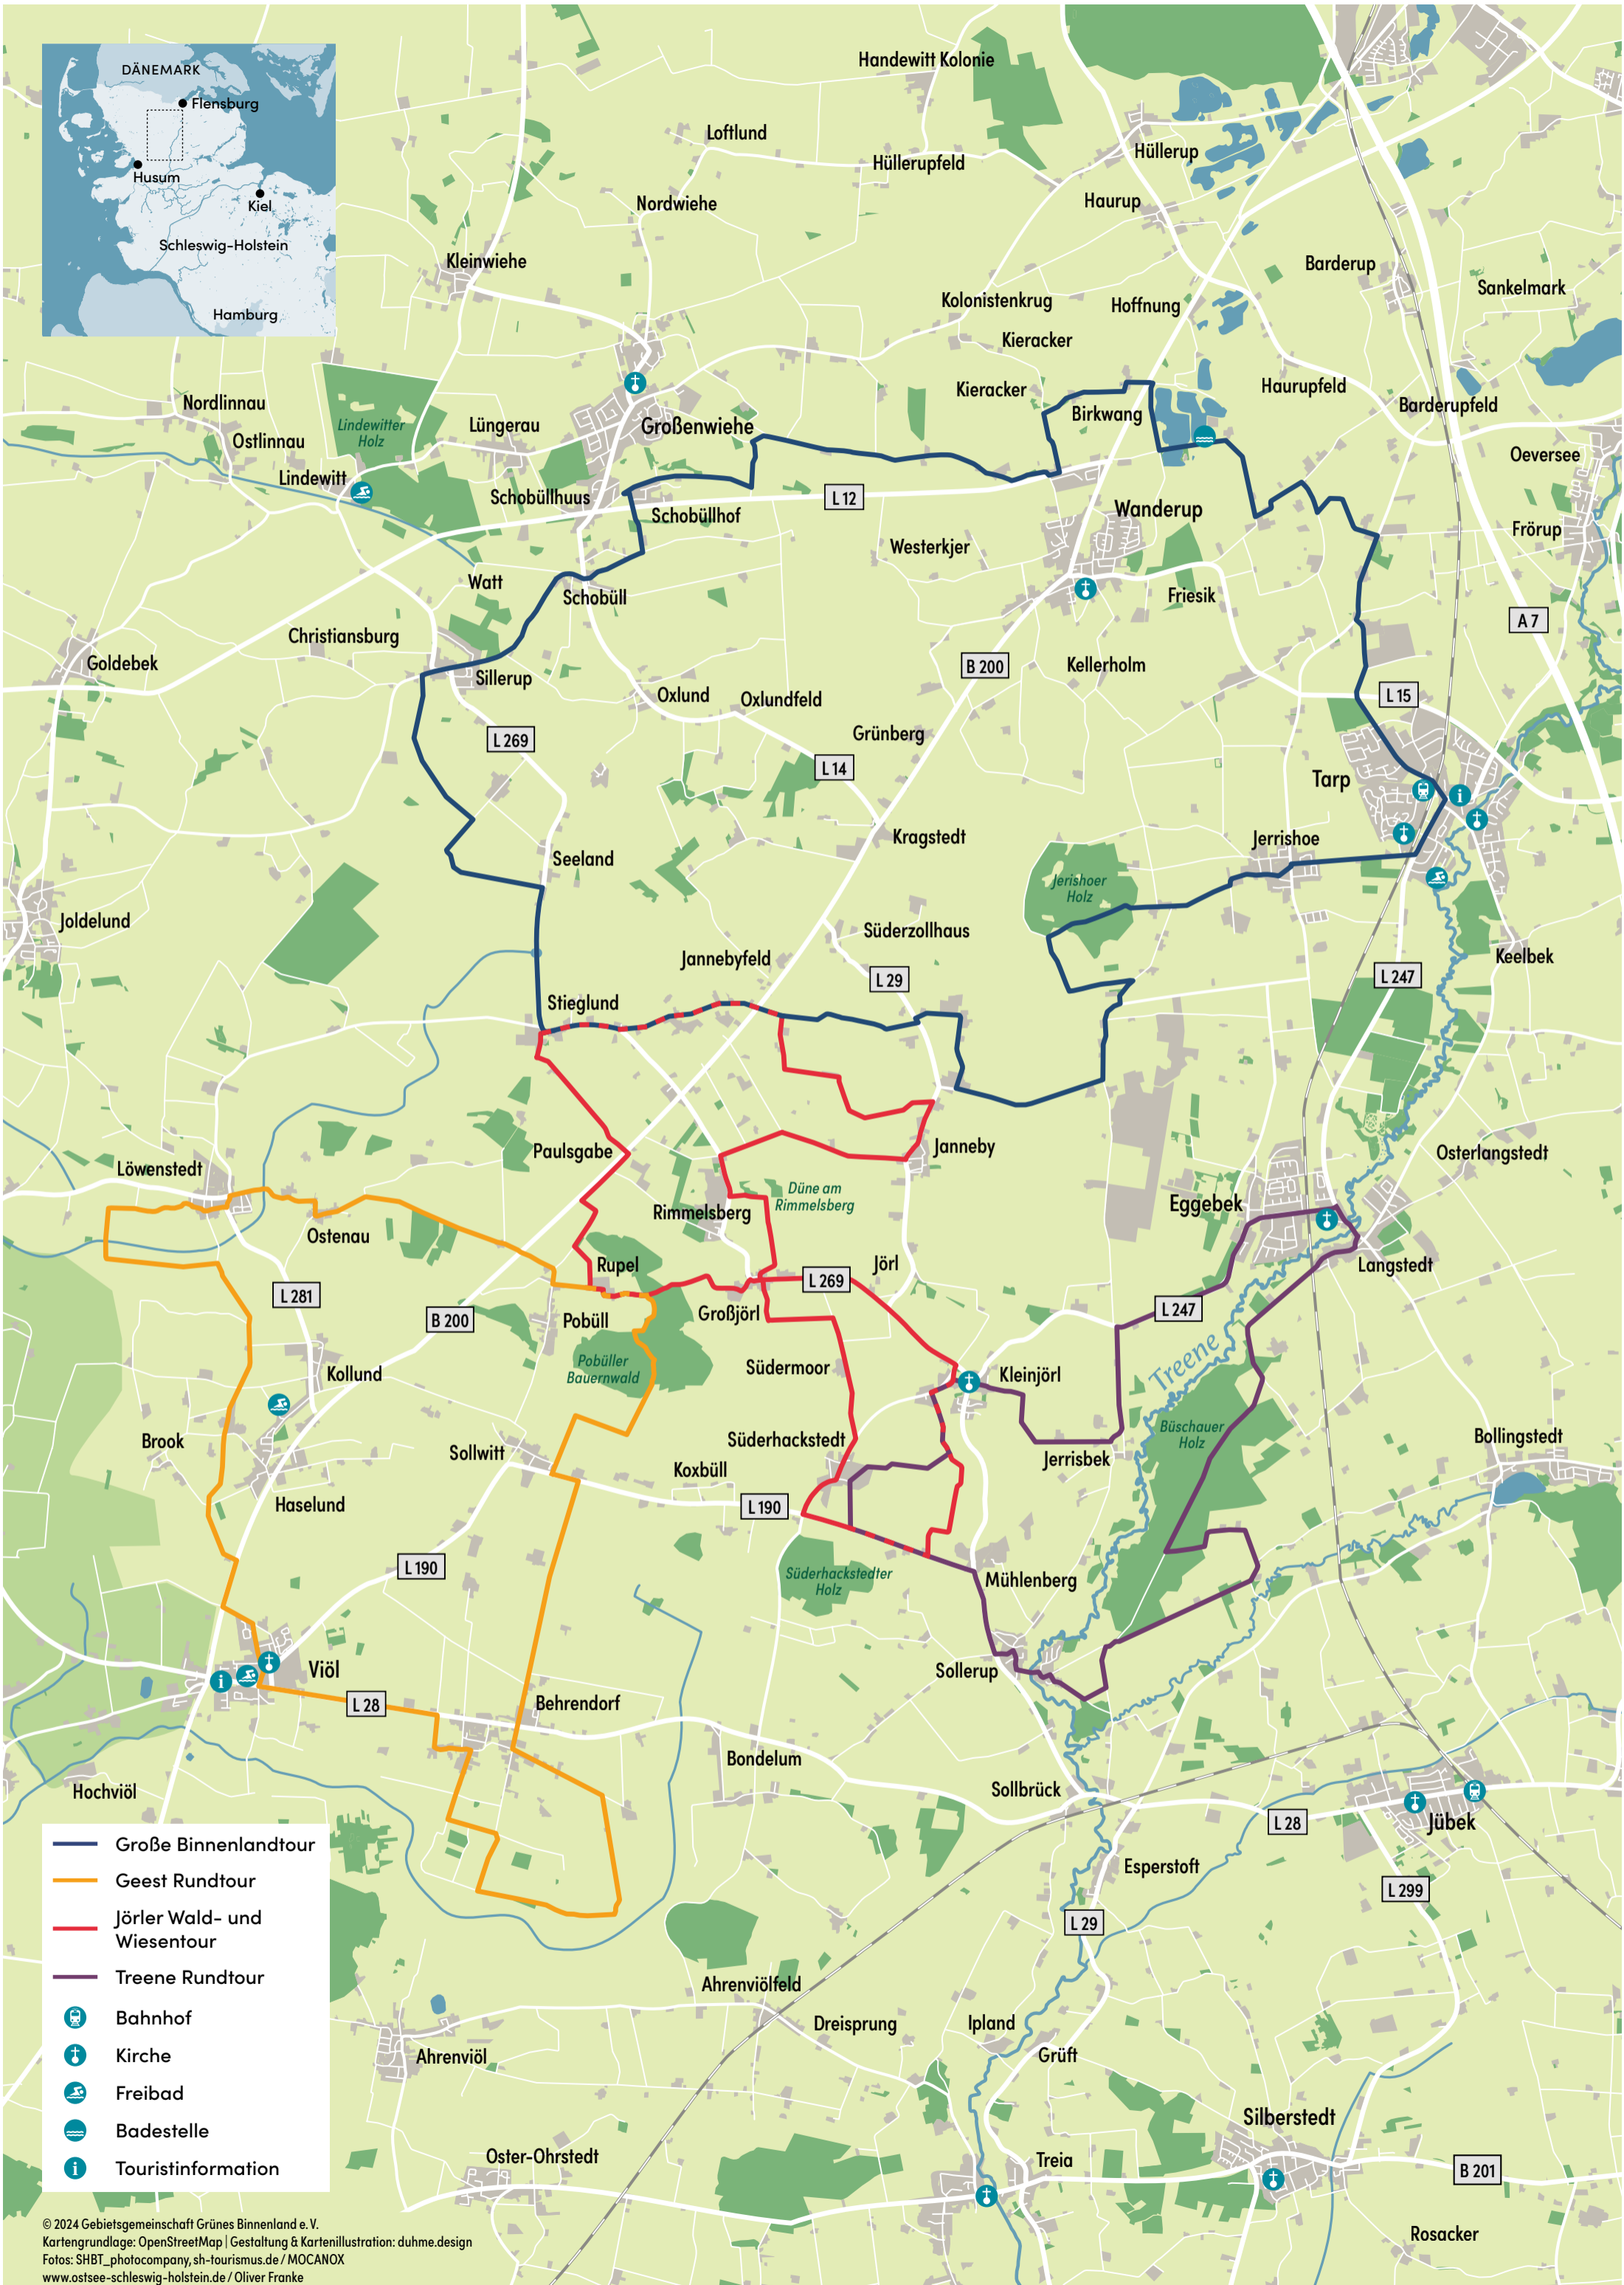 DÄNEMARK
Flensburg
Husum
Kiel
Schleswig-Holstein
Hamburg
Handewitt Kolonie
Loftlund
Hüllerupfeld
Hüllerup
Nordwiehe
Haurup
Kleinwiehe
Barderup
Sankelmark
Kolonistenkrug
Hoffnung
Kieracker
Kieracker
Haurupfeld
Birkwang
Barderupfeld
Nordlinnau
Ostlinnau
Lindewitter
Holz
Lüngerau
Großenwiehe
Oeversee
Lindewitt
Schobüllhuus
L 12
Schobüllhof
Wanderup
Frörup
Westerkjer
Watt
Schobüll
Friesik
A 7
Christiansburg
Goldebek
Sillerup
B 200
Kellerholm
Oxlund
Oxlundfeld
L 15
L 269
Grünberg
L 14
Tarp
Kragstedt
Jerrishoe
Seeland
Jerishoer
Holz
Joldelund
Süderzollhaus
Jannebyfeld
Keelbek
L 29
L 247
Stieglund
Paulsgabe
Janneby
Osterlangstedt
Löwenstedt
Düne am
Rimmelsberg
Eggebek
Rimmelsberg
Ostenau
Rupel
Jörl
Langstedt
L 269
L 281
L 247
B 200
Pobüll
Großjörl
Treene
Pobüller
Bauernwald
Südermoor
Kollund
Kleinjörl
Büschauer
Holz
Brook
Süderhackstedt
Bollingstedt
Sollwitt
Jerrisbek
Koxbüll
Haselund
L 190
L 190
Süderhackstedter
Holz
Mühlenberg
Viöl
Sollerup
L 28
Behrendorf
Bondelum
Hochviöl
Sollbrück
L 28
Jübek
Große Binnenlandtour
Geest Rundtour
Jörler Wald- und
Wiesentour
Treene Rundtour
Bahnhof
Kirche
Freibad
Badestelle
Touristinformation
Esperstoft
L 299
L 29
Ahrenviölfeld
Dreisprung
Ipland
Ahrenviöl
Grüft
Silberstedt
Oster-Ohrstedt
Treia
B 201
Rosacker
© 2024 Gebietsgemeinschaft Grünes Binnenland e. V.
Kartengrundlage: OpenStreetMap | Gestaltung & Kartenillustration: duhme.design
Fotos: SHBT_photocompany, sh-tourismus.de / MOCANOX
www.ostsee-schleswig-holstein.de / Oliver Franke